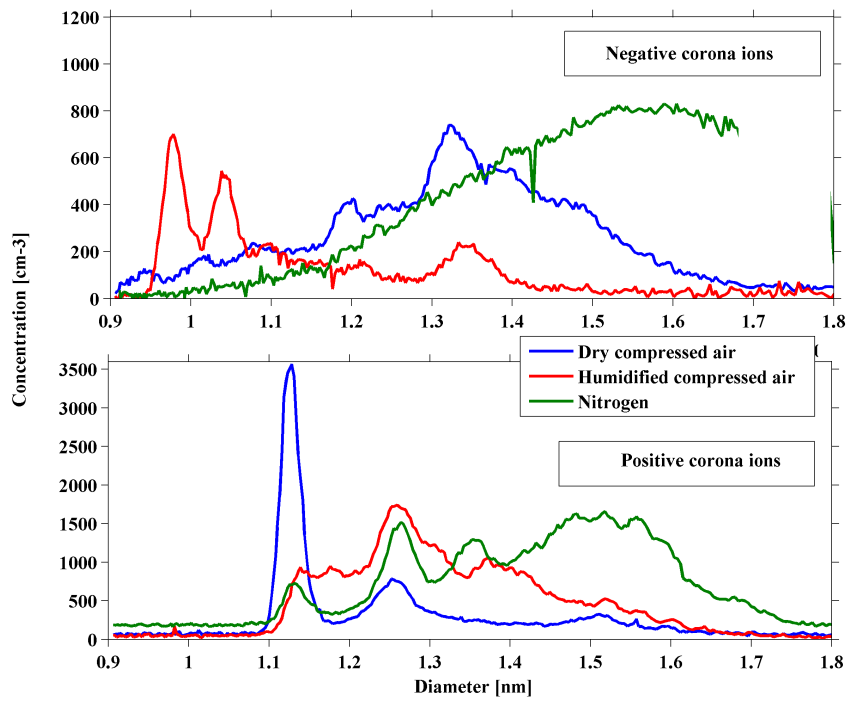 1200
1000
800
600
400
200
0
Negative corona ions
0.9 1 1.1 1.2 1.3 1.4 1.5 1.6 1.7 1.8
Concentration [cm-3]
Dry compressed air
Humidified compressed air
Nitrogen
3500
3000
2500
2000
1500
1000
500
0
Positive corona ions
0.9 1 1.1 1.2 1.3 1.4 1.5 1.6 1.7 1.8
Diameter [nm]